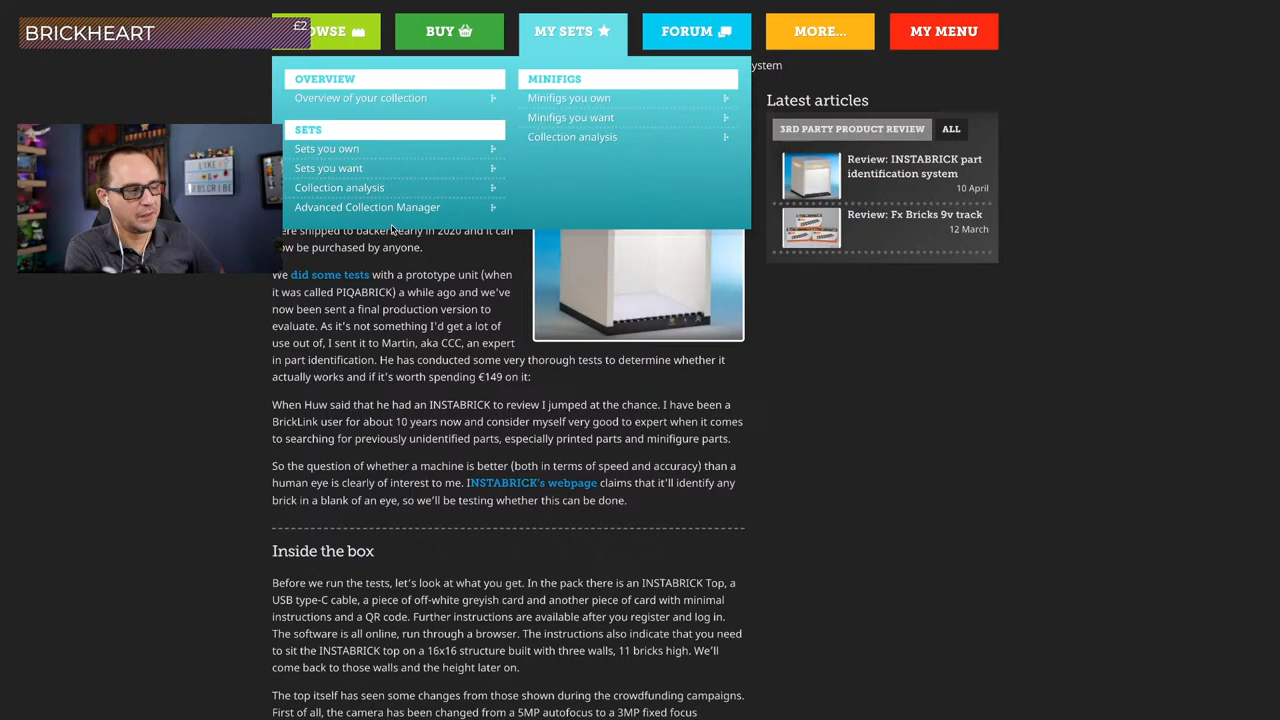 BRICKHEART
£2
OWSE
BUY
MY SETS
FORUM
MORE...
MY MENU
OVERVIEW
Overview of your collection
SETS
Sets you own
Sets you want
Collection analysis
Advanced Collection Manager
MINIFIGS
Minifigs you own
Minifigs you want
Collection analysis
ystem
Latest articles
3RD PARTY PRODUCT REVIEW
ALL
Review: INSTABRICK part
identification system
10 April
Review: Fx Bricks 9v track
12 March
LIKE
SUBSCRIBE
ere shipped to backers early in 2020 and it can
now be purchased by anyone.
We did some tests with a prototype unit (when
it was called PIQABRICK) a while ago and we've
now been sent a final production version to
evaluate. As it's not something I'd get a lot of
use out of, I sent it to Martin, aka CCC, an expert
in part identification. He has conducted some very thorough tests to determine whether it
actually works and if it's worth spending €149 on it:
When Huw said that he had an INSTABRICK to review I jumped at the chance. I have been a
BrickLink user for about 10 years now and consider myself very good to expert when it comes
to searching for previously unidentified parts, especially printed parts and minifigure parts.
So the question of whether a machine is better (both in terms of speed and accuracy) than a
human eye is clearly of interest to me. INSTABRICK's webpage claims that it'll identify any
brick in a blank of an eye, so we'll be testing whether this can be done.
Inside the box
Before we run the tests, let's look at what you get. In the pack there is an INSTABRICK Top, a
USB type-C cable, a piece of off-white greyish card and another piece of card with minimal
instructions and a QR code. Further instructions are available after you register and log in.
The software is all online, run through a browser. The instructions also indicate that you need
to sit the INSTABRICK top on a 16x16 structure built with three walls, 11 bricks high. We'll
come back to those walls and the height later on.
The top itself has seen some changes from those shown during the crowdfunding campaigns.
First of all, the camera has been changed from a 5MP autofocus to a 3MP fixed focus